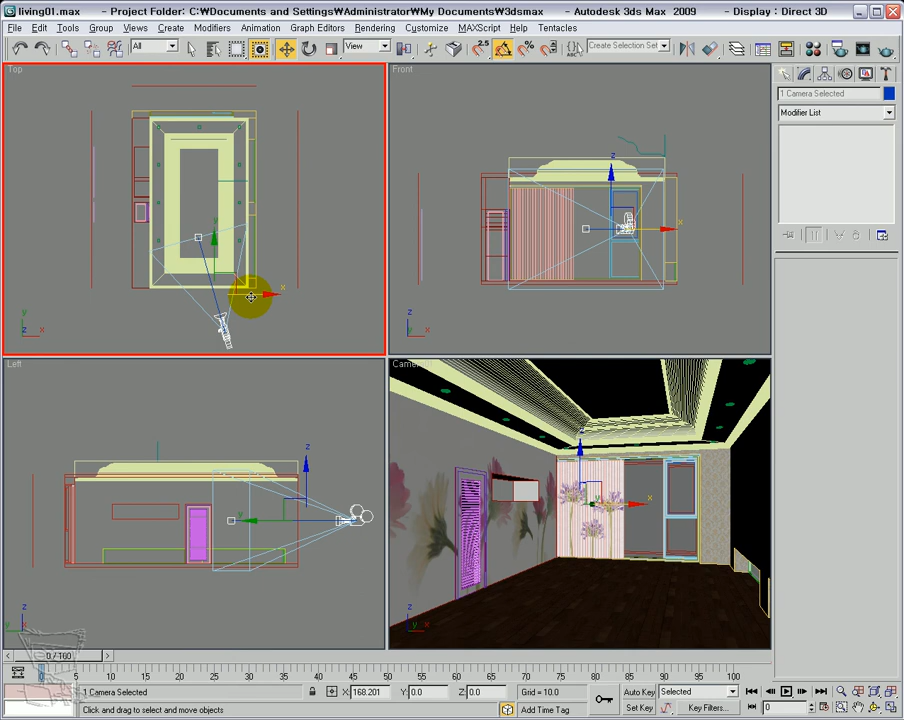 living01.max - Project Folder: C:₩Documents and Settings₩Administrator₩My Documents₩3dsmax - Autodesk 3ds Max 2009 - Display : Direct 3D
File Edit Tools Group Views Create Modifiers Animation Graph Editors Rendering Customize MAXScript Help Tentacles
All View 2.5 Create Selection Set
Top Front
1 Camera Selected
Modifier List
Left Camera
0 / 100
0 5 10 15 20 25 30 35 40 45 50 55 60 65 70 75 80 85 90 95 100
1 Camera Selected X: 168.201 Y: 0.0 Z: 0.0 Grid = 10.0 Auto Key Selected
Click and drag to select and move objects Add Time Tag Set Key Key Filters... 0